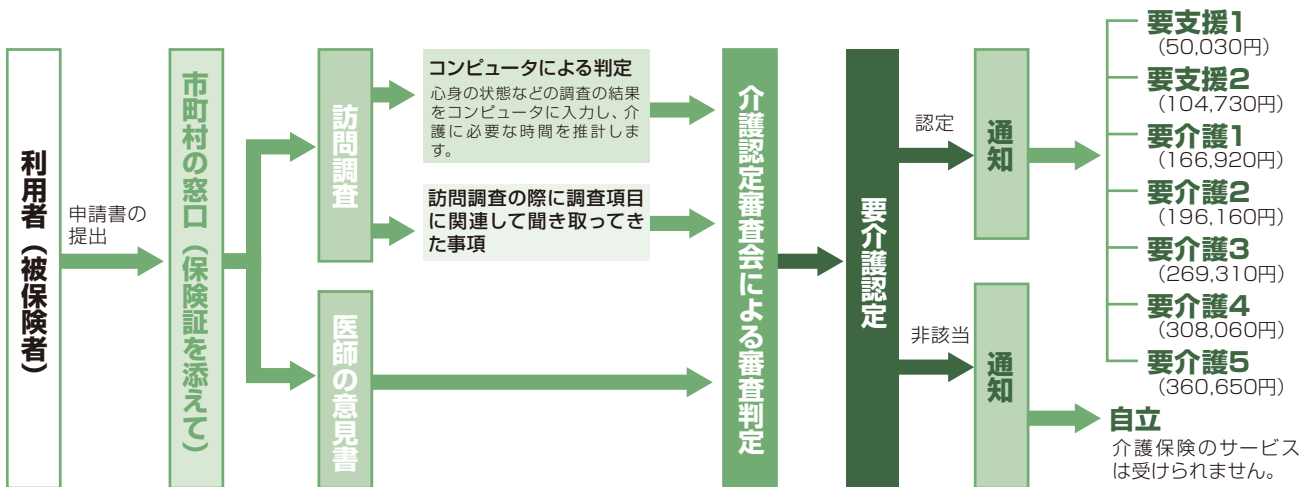 利用者（被保険者）
申請書の
提出
市町村の窓口（保険証を添えて）
訪問調査
コンピュータによる判定
心身の状態などの調査の結果
をコンピュータに入力し、介
護に必要な時間を推計しま
す。
訪問調査の際に調査項目
に関連して聞き取ってき
た事項
医師の意見書
介護認定審査会による審査判定
要介護認定
認定
通知
要支援1
（50,030円）
要支援2
（104,730円）
要介護1
（166,920円）
要介護2
（196,160円）
要介護3
（269,310円）
要介護4
（308,060円）
要介護5
（360,650円）
非該当
通知
自立
介護保険のサービス
は受けられません。